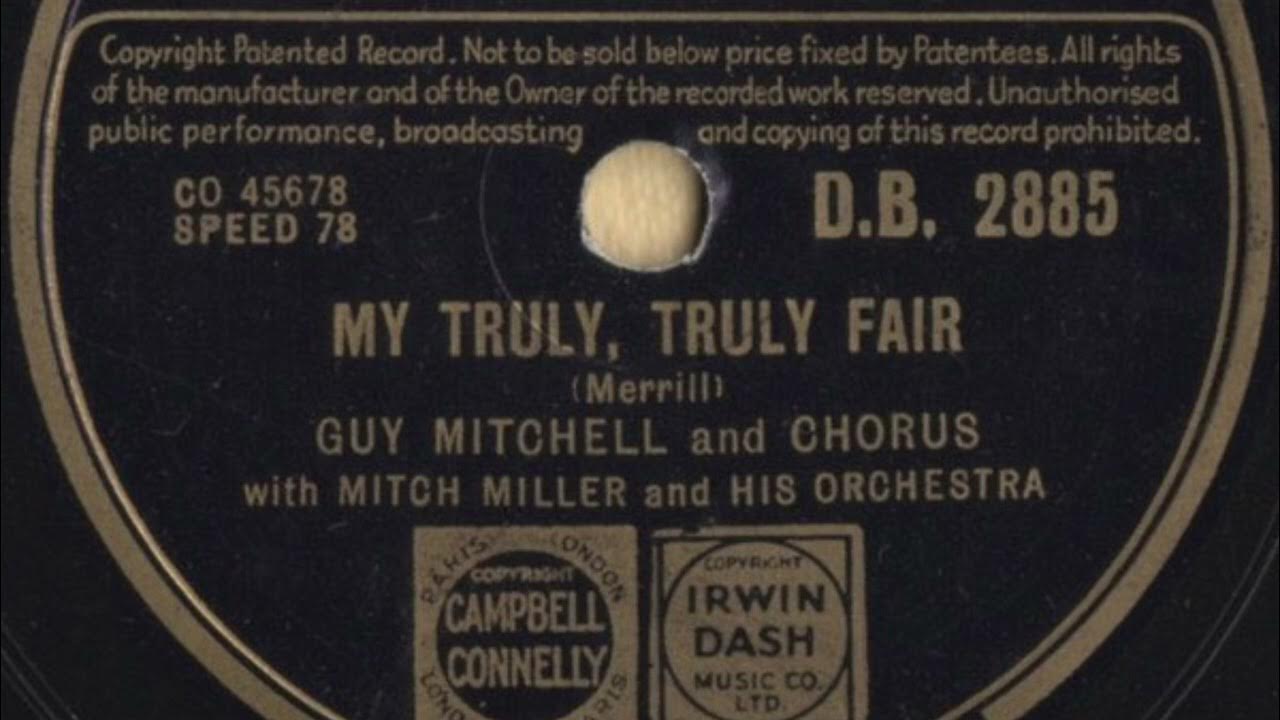 Copyright Patented Record. Not to be sold below price fixed by Patentees. All rights
of the manufacturer and of the Owner of the recorded work reserved. Unauthorised
public performance, broadcasting and copying of this record prohibited.
CO 45678
SPEED 78
D.B. 2885
MY TRULY, TRULY FAIR
(Merrill)
GUY MITCHELL and CHORUS
with MITCH MILLER and HIS ORCHESTRA
PARIS LONDON
COPYRIGHT
CAMPBELL
CONNELLY
COPYRIGHT
IRWIN
DASH
MUSIC CO.
LTD.